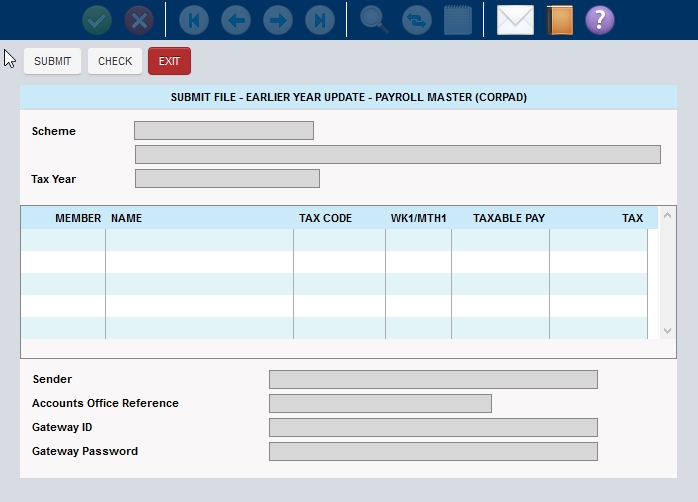 SUBMIT CHECK EXIT
SUBMIT FILE - EARLIER YEAR UPDATE - PAYROLL MASTER (CORPAD)
Scheme
Tax Year
MEMBER NAME TAX CODE WK1/MTH1 TAXABLE PAY TAX
Sender
Accounts Office Reference
Gateway ID
Gateway Password